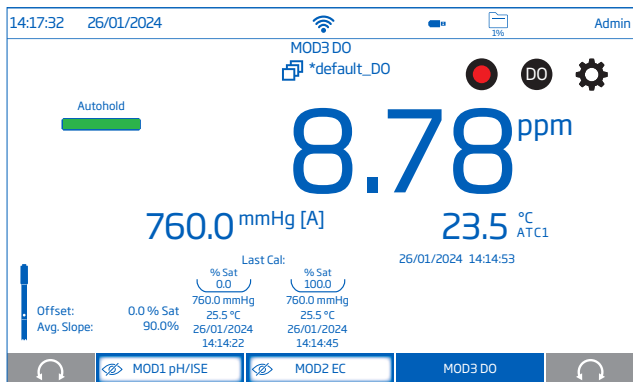 14:17:32 26/01/2024 1% Admin
MOD3 DO
*default_DO
DO
Autohold
8.78 ppm
760.0 mmHg [A] 23.5 °C ATC1
Last Cal: 26/01/2024 14:14:53
% Sat % Sat
0.0 100.0
760.0 mmHg 760.0 mmHg
Offset: 0.0 % Sat 25.5 °C 25.5 °C
Avg. Slope: 90.0% 26/01/2024 26/01/2024
14:14:22 14:14:45
MOD1 pH/ISE MOD2 EC MOD3 DO